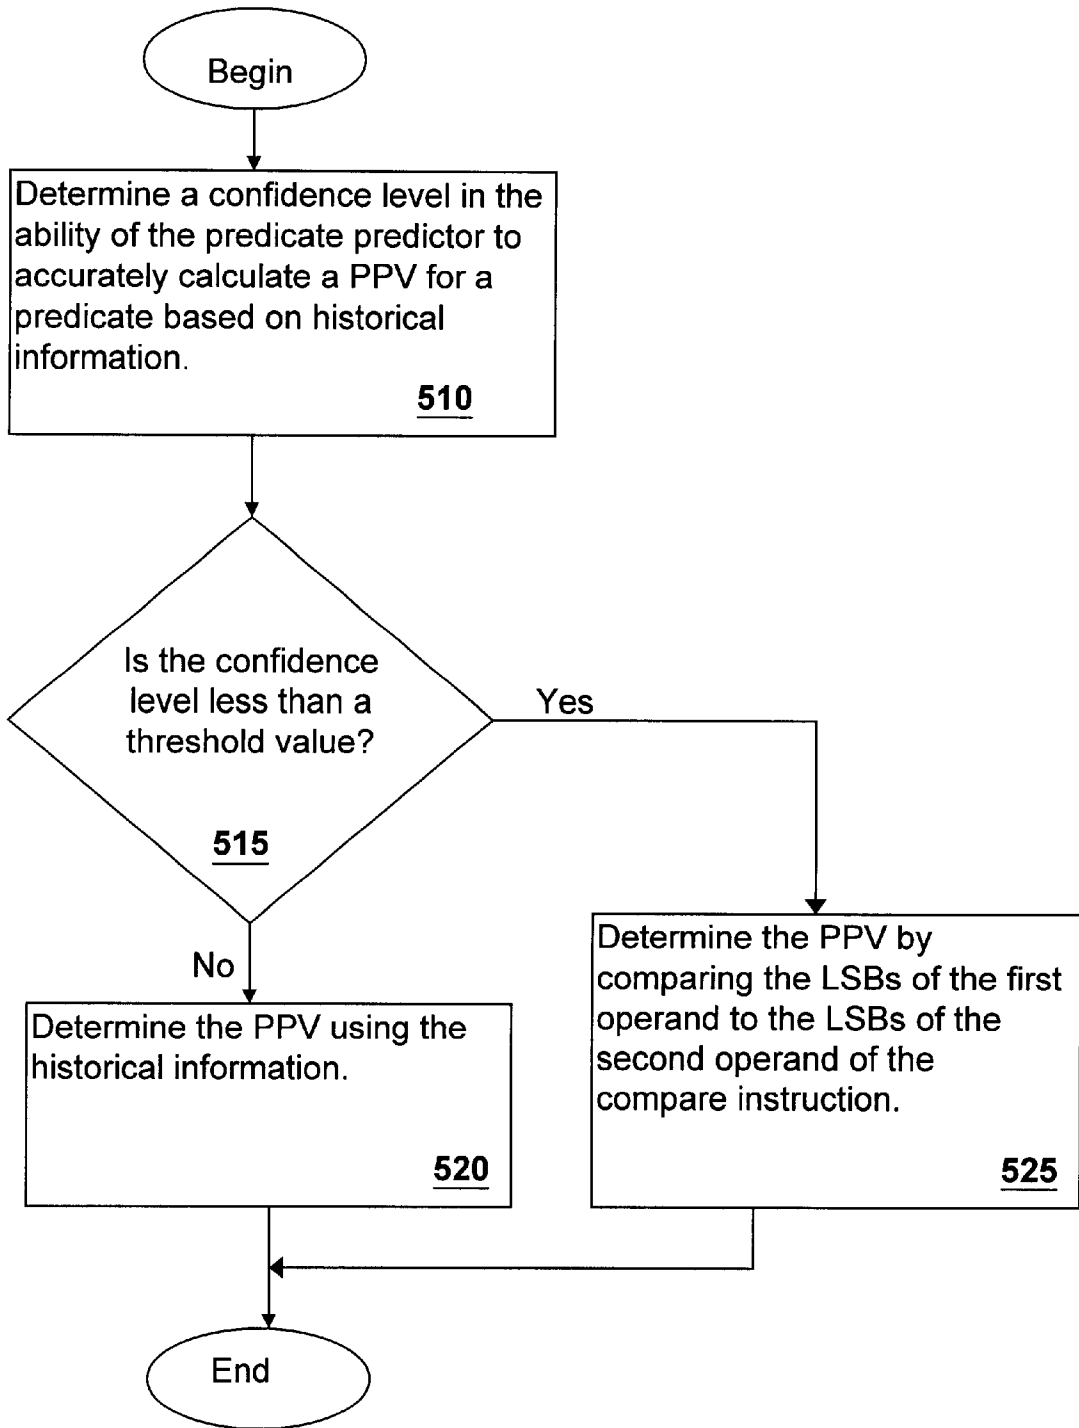 Begin
Determine a confidence level in the
ability of the predicate predictor to
accurately calculate a PPV for a
predicate based on historical
information.
510
Is the confidence
level less than a
threshold value?
515
Yes
No
Determine the PPV using the
historical information.
520
Determine the PPV by
comparing the LSBs of the first
operand to the LSBs of the
second operand of the
compare instruction.
525
End